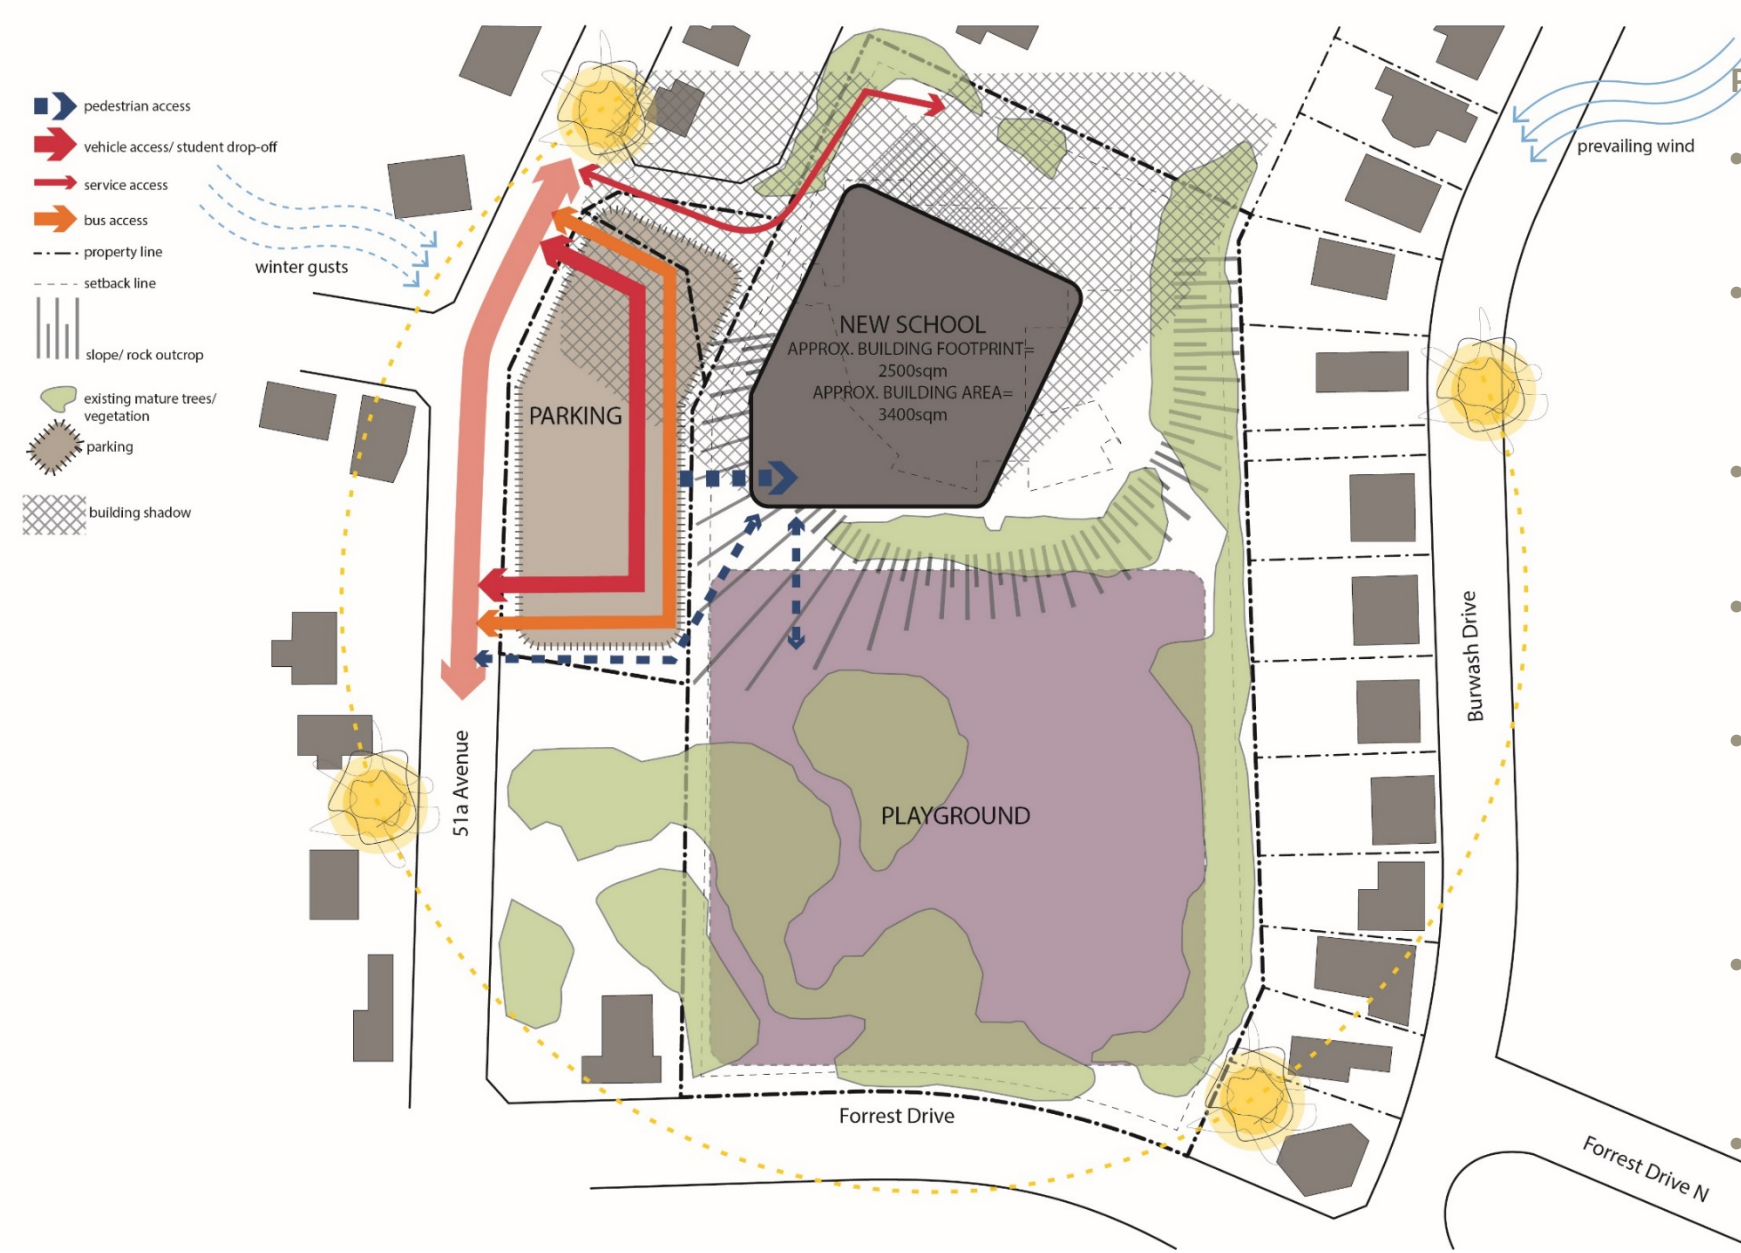 pedestrian access
vehicle access/ student drop-off
service access
bus access
property line
setback line
slope/ rock outcrop
existing mature trees/
vegetation
parking
building shadow
winter gusts
prevailing wind
NEW SCHOOL
APPROX. BUILDING FOOTPRINT=
2500sqm
APPROX. BUILDING AREA=
3400sqm
PARKING
PLAYGROUND
51a Avenue
Burwash Drive
Forrest Drive
Forrest Drive N